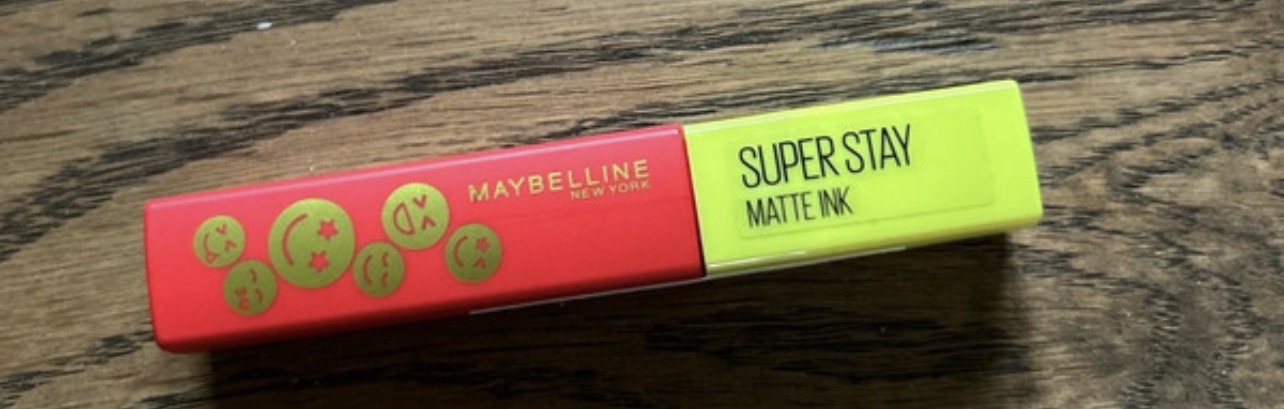 MAYBELLINE
NEW YORK
SUPER STAY
MATTE INK